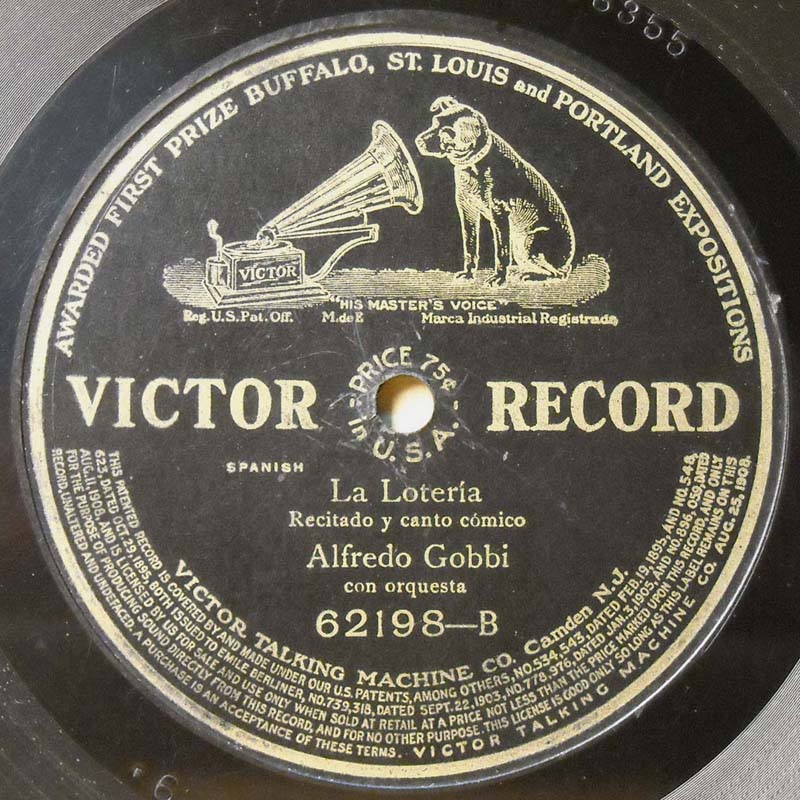 AWARDED FIRST PRIZE BUFFALO, ST. LOUIS and PORTLAND EXPOSITIONS
VICTOR
"HIS MASTER'S VOICE"
Reg. U.S. Pat. Off. M. de F. Marca Industrial Registrada
PRICE 75¢
VICTOR RECORD
IN U.S.A.
SPANISH
La Lotería
Recitado y canto cómico
Alfredo Gobbi
con orquesta
62198—B
VICTOR TALKING MACHINE CO. Camden N.J.
THIS PATENTED RECORD IS COVERED BY AND MADE UNDER OUR U.S. PATENTS, AMONG OTHERS, NO. 534,543, DATED FEB. 19, 1895, AND NO. 548,
623, DATED OCT. 29, 1895, BOTH ISSUED TO EMILE BERLINER, NO. 739,318, DATED SEPT. 22, 1903, NO. 778,976, DATED JAN. 3, 1905, AND NO. 896,059, DATED
AUG. 11, 1908, AND IS LICENSED BY US FOR SALE AND USE ONLY WHEN SOLD AT RETAIL AT A PRICE NOT LESS THAN THE PRICE MARKED UPON THIS RECORD, AND ONLY
FOR THE PURPOSE OF PRODUCING SOUND DIRECTLY FROM THIS RECORD, AND FOR NO OTHER PURPOSE. THIS LICENSE IS GOOD ONLY SO LONG AS THIS LABEL REMAINS ON THIS
RECORD, UNALTERED AND UNDEFACED. A PURCHASE IS AN ACCEPTANCE OF THESE TERMS. VICTOR TALKING MACHINE CO. AUG. 25, 1908.
6